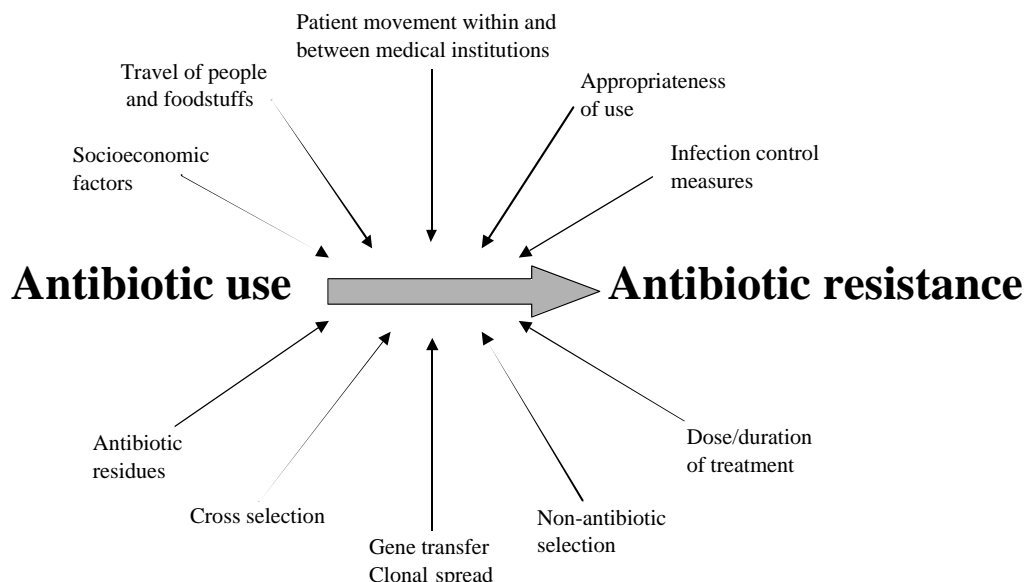 Patient movement within and
between medical institutions
Travel of people
and foodstuffs
Appropriateness
of use
Socioeconomic
factors
Infection control
measures
Antibiotic use
Antibiotic resistance
Antibiotic
residues
Dose/duration
of treatment
Cross selection
Non-antibiotic
selection
Gene transfer
Clonal spread